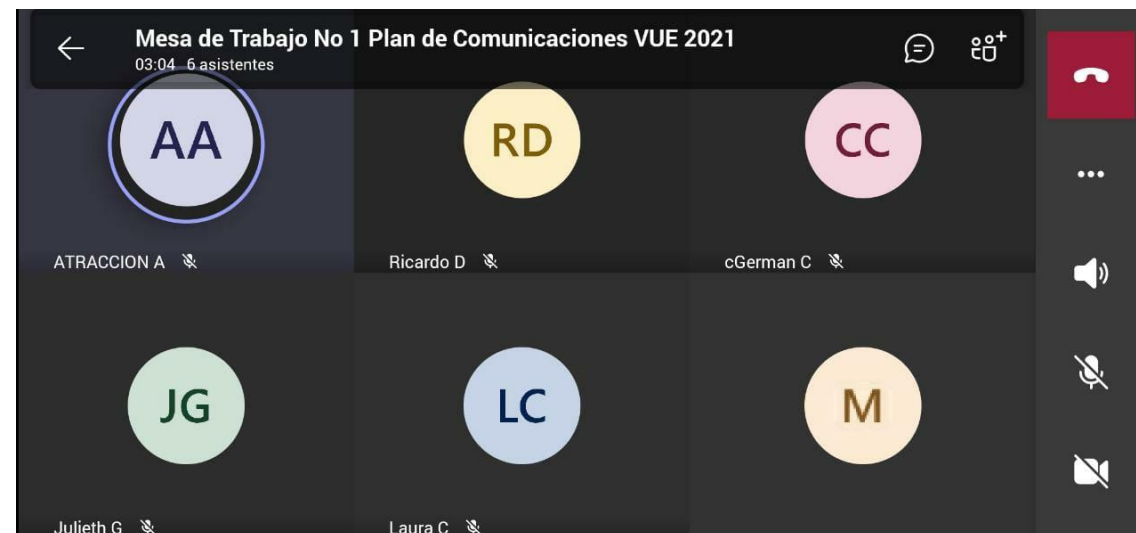 Mesa de Trabajo No 1 Plan de Comunicaciones VUE 2021
03:04 6 asistentes
AA
RD
CC
ATRACCION A
Ricardo D
cGerman C
JG
LC
M
Julieth G
Laura C